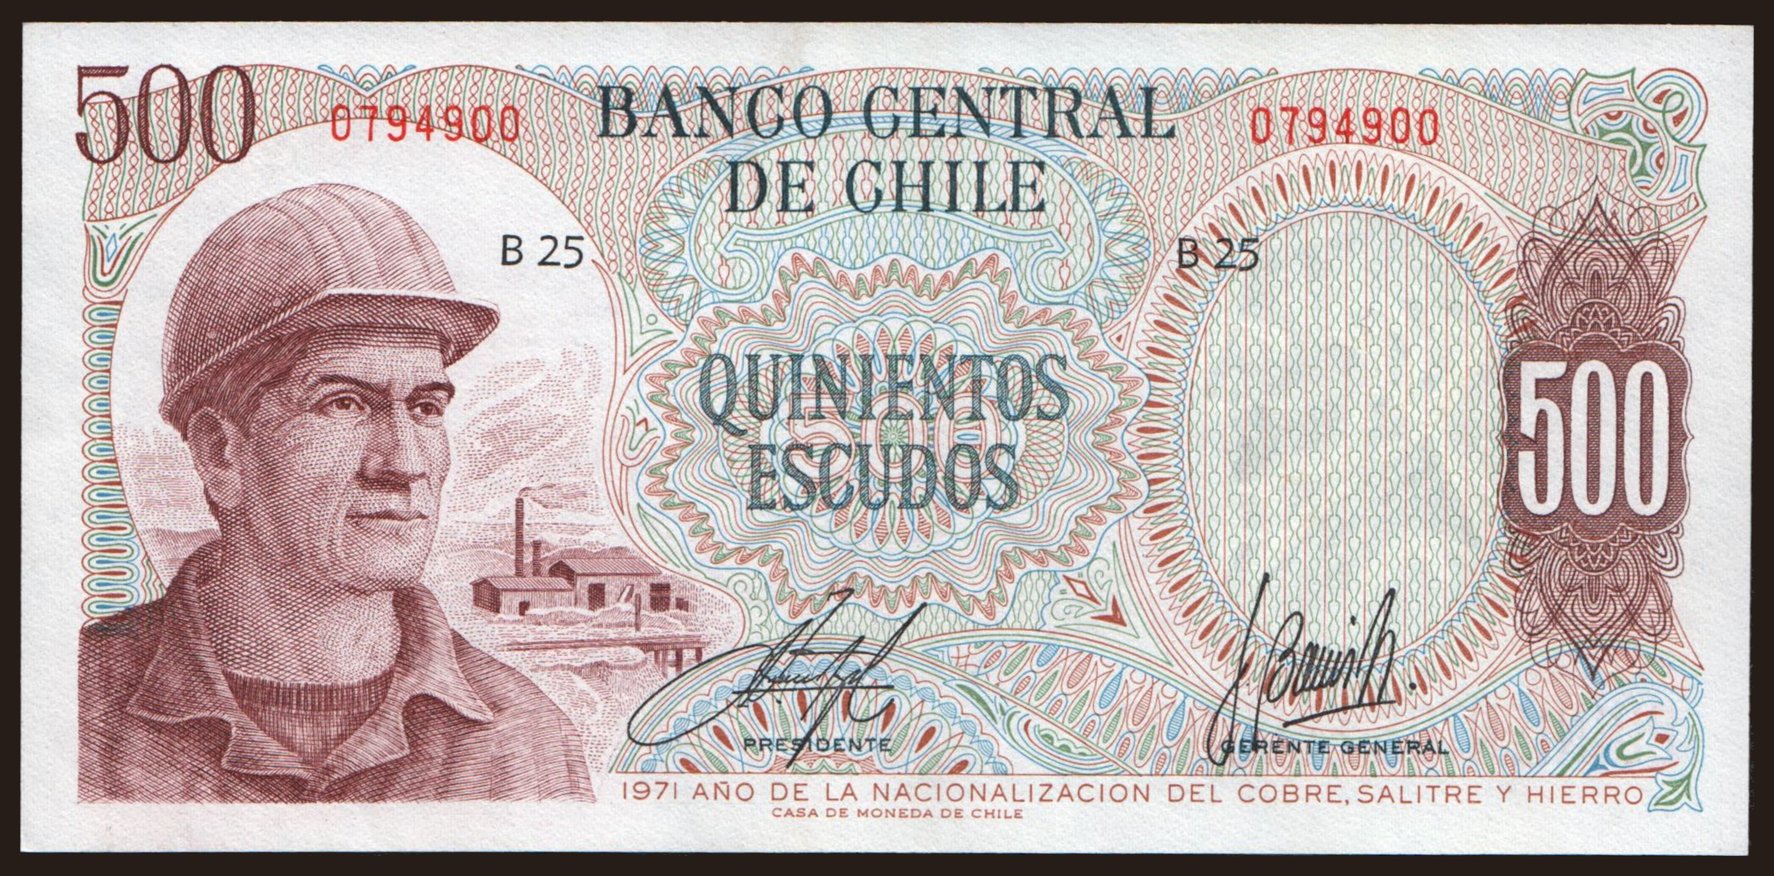 500
0794900
BANCO CENTRAL
0794900
DE CHILE
B 25
B 25
QUINIENTOS
500
500
ESCUDOS
PRESIDENTE
GERENTE GENERAL
1971 AÑO DE LA NACIONALIZACION DEL COBRE, SALITRE Y HIERRO
CASA DE MONEDA DE CHILE